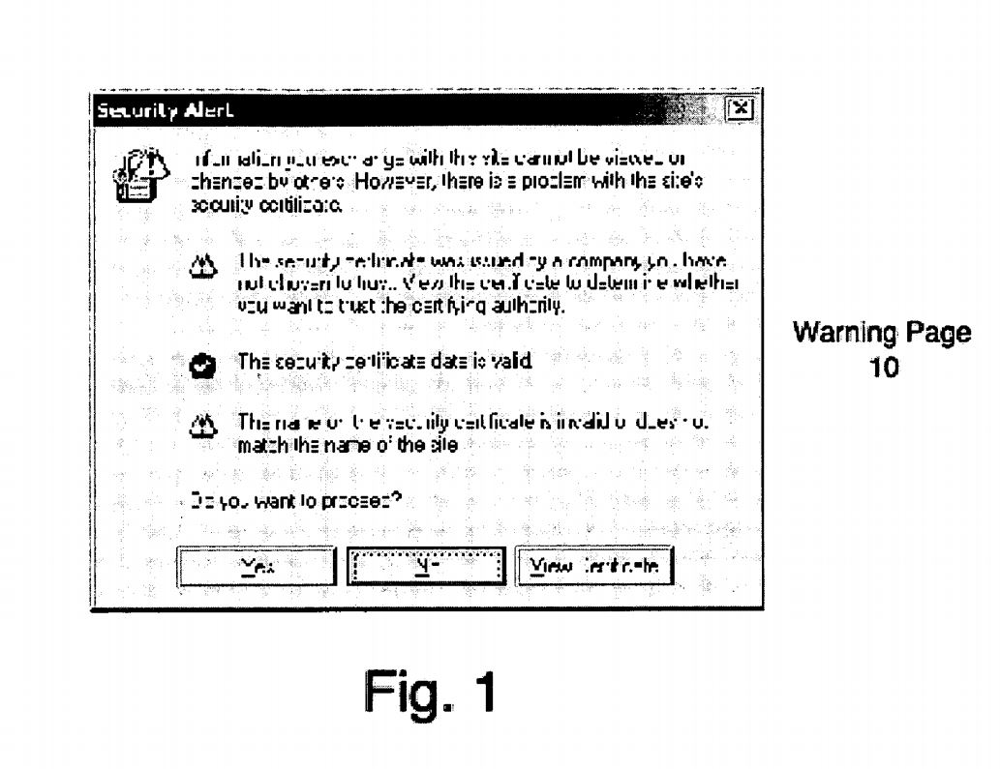 Security Alert
Information you exchange with this site cannot be viewed or
changed by others. However, there is a problem with the site's
security certificate.
The security certificate was issued by a company you have
not chosen to trust. View the certificate to determine whether
you want to trust the certifying authority.
The security certificate date is valid.
The name on the security certificate is invalid or does not
match the name of the site
Do you want to proceed?
Yes
No
View Certificate
Warning Page
10
Fig. 1